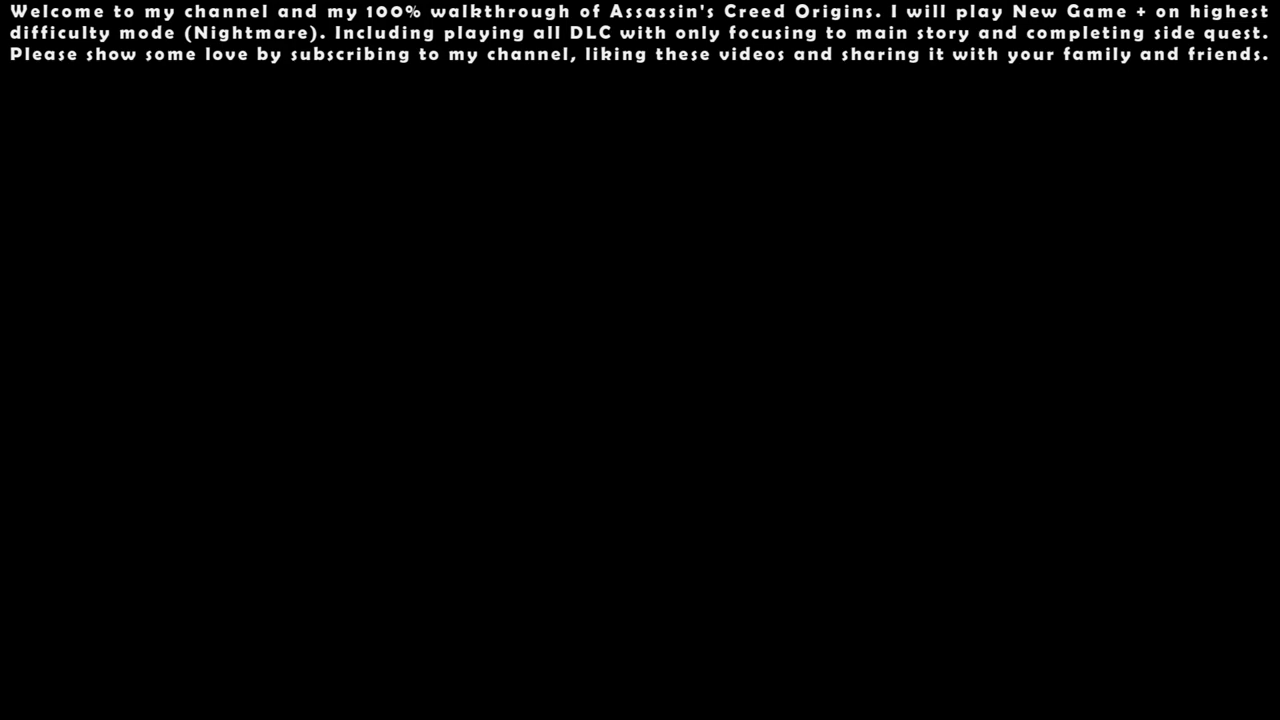 Welcome to my channel and my 100% walkthrough of Assassin's Creed Origins. I will play New Game + on highest
difficulty mode (Nightmare). Including playing all DLC with only focusing to main story and completing side quest.
Please show some love by subscribing to my channel, liking these videos and sharing it with your family and friends.